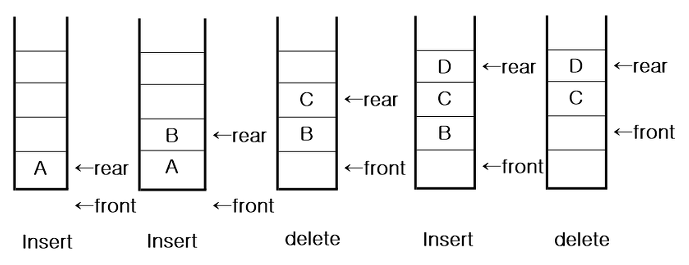 D ←rear D ←rear
C ←rear C C
B ←rear B B ←front
A ←rear A ←front ←front
←front ←front
Insert Insert delete Insert delete